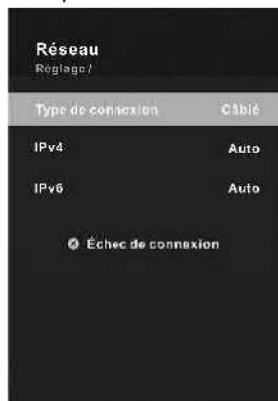 Réseau
Réglage /
Type de connexion Câblé
IPv4 Auto
IPv6 Auto
Échec de connexion